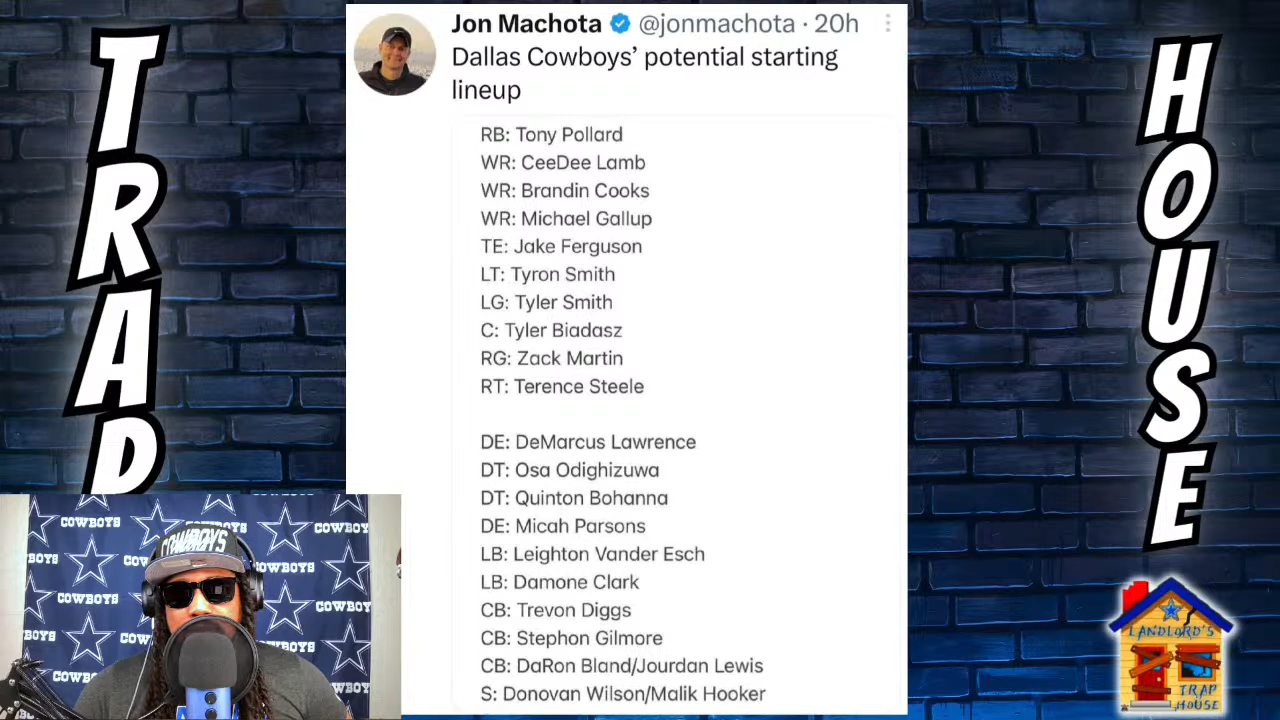 TRAP
HOUSE
Jon Machota @jonmachota · 20h
Dallas Cowboys’ potential starting
lineup
RB: Tony Pollard
WR: CeeDee Lamb
WR: Brandin Cooks
WR: Michael Gallup
TE: Jake Ferguson
LT: Tyron Smith
LG: Tyler Smith
C: Tyler Biadasz
RG: Zack Martin
RT: Terence Steele
DE: DeMarcus Lawrence
DT: Osa Odighizuwa
DT: Quinton Bohanna
DE: Micah Parsons
LB: Leighton Vander Esch
LB: Damone Clark
CB: Trevon Diggs
CB: Stephon Gilmore
CB: DaRon Bland/Jourdan Lewis
S: Donovan Wilson/Malik Hooker
COWBOYS
COWBOYS
COWBOYS
COWBOYS
LANDLORD'S
TRAP
HOUSE